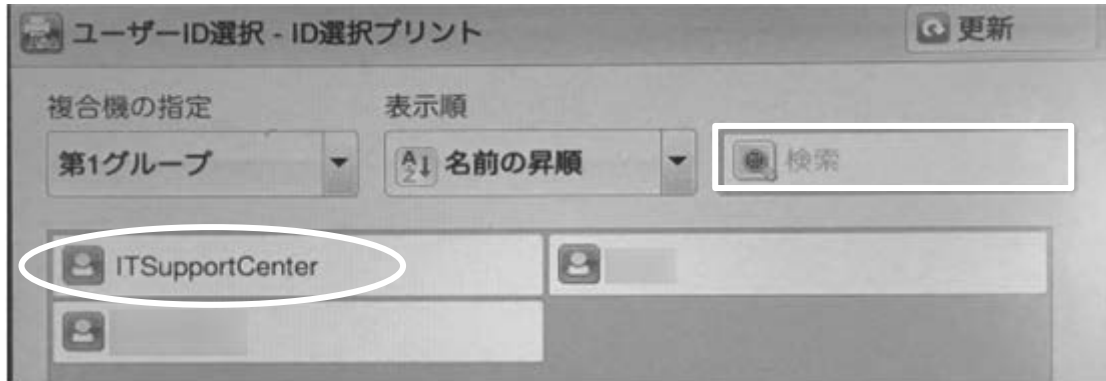 ユーザーID選択 - ID選択プリント
更新
複合機の指定
表示順
第1グループ
名前の昇順
検索
ITSupportCenter